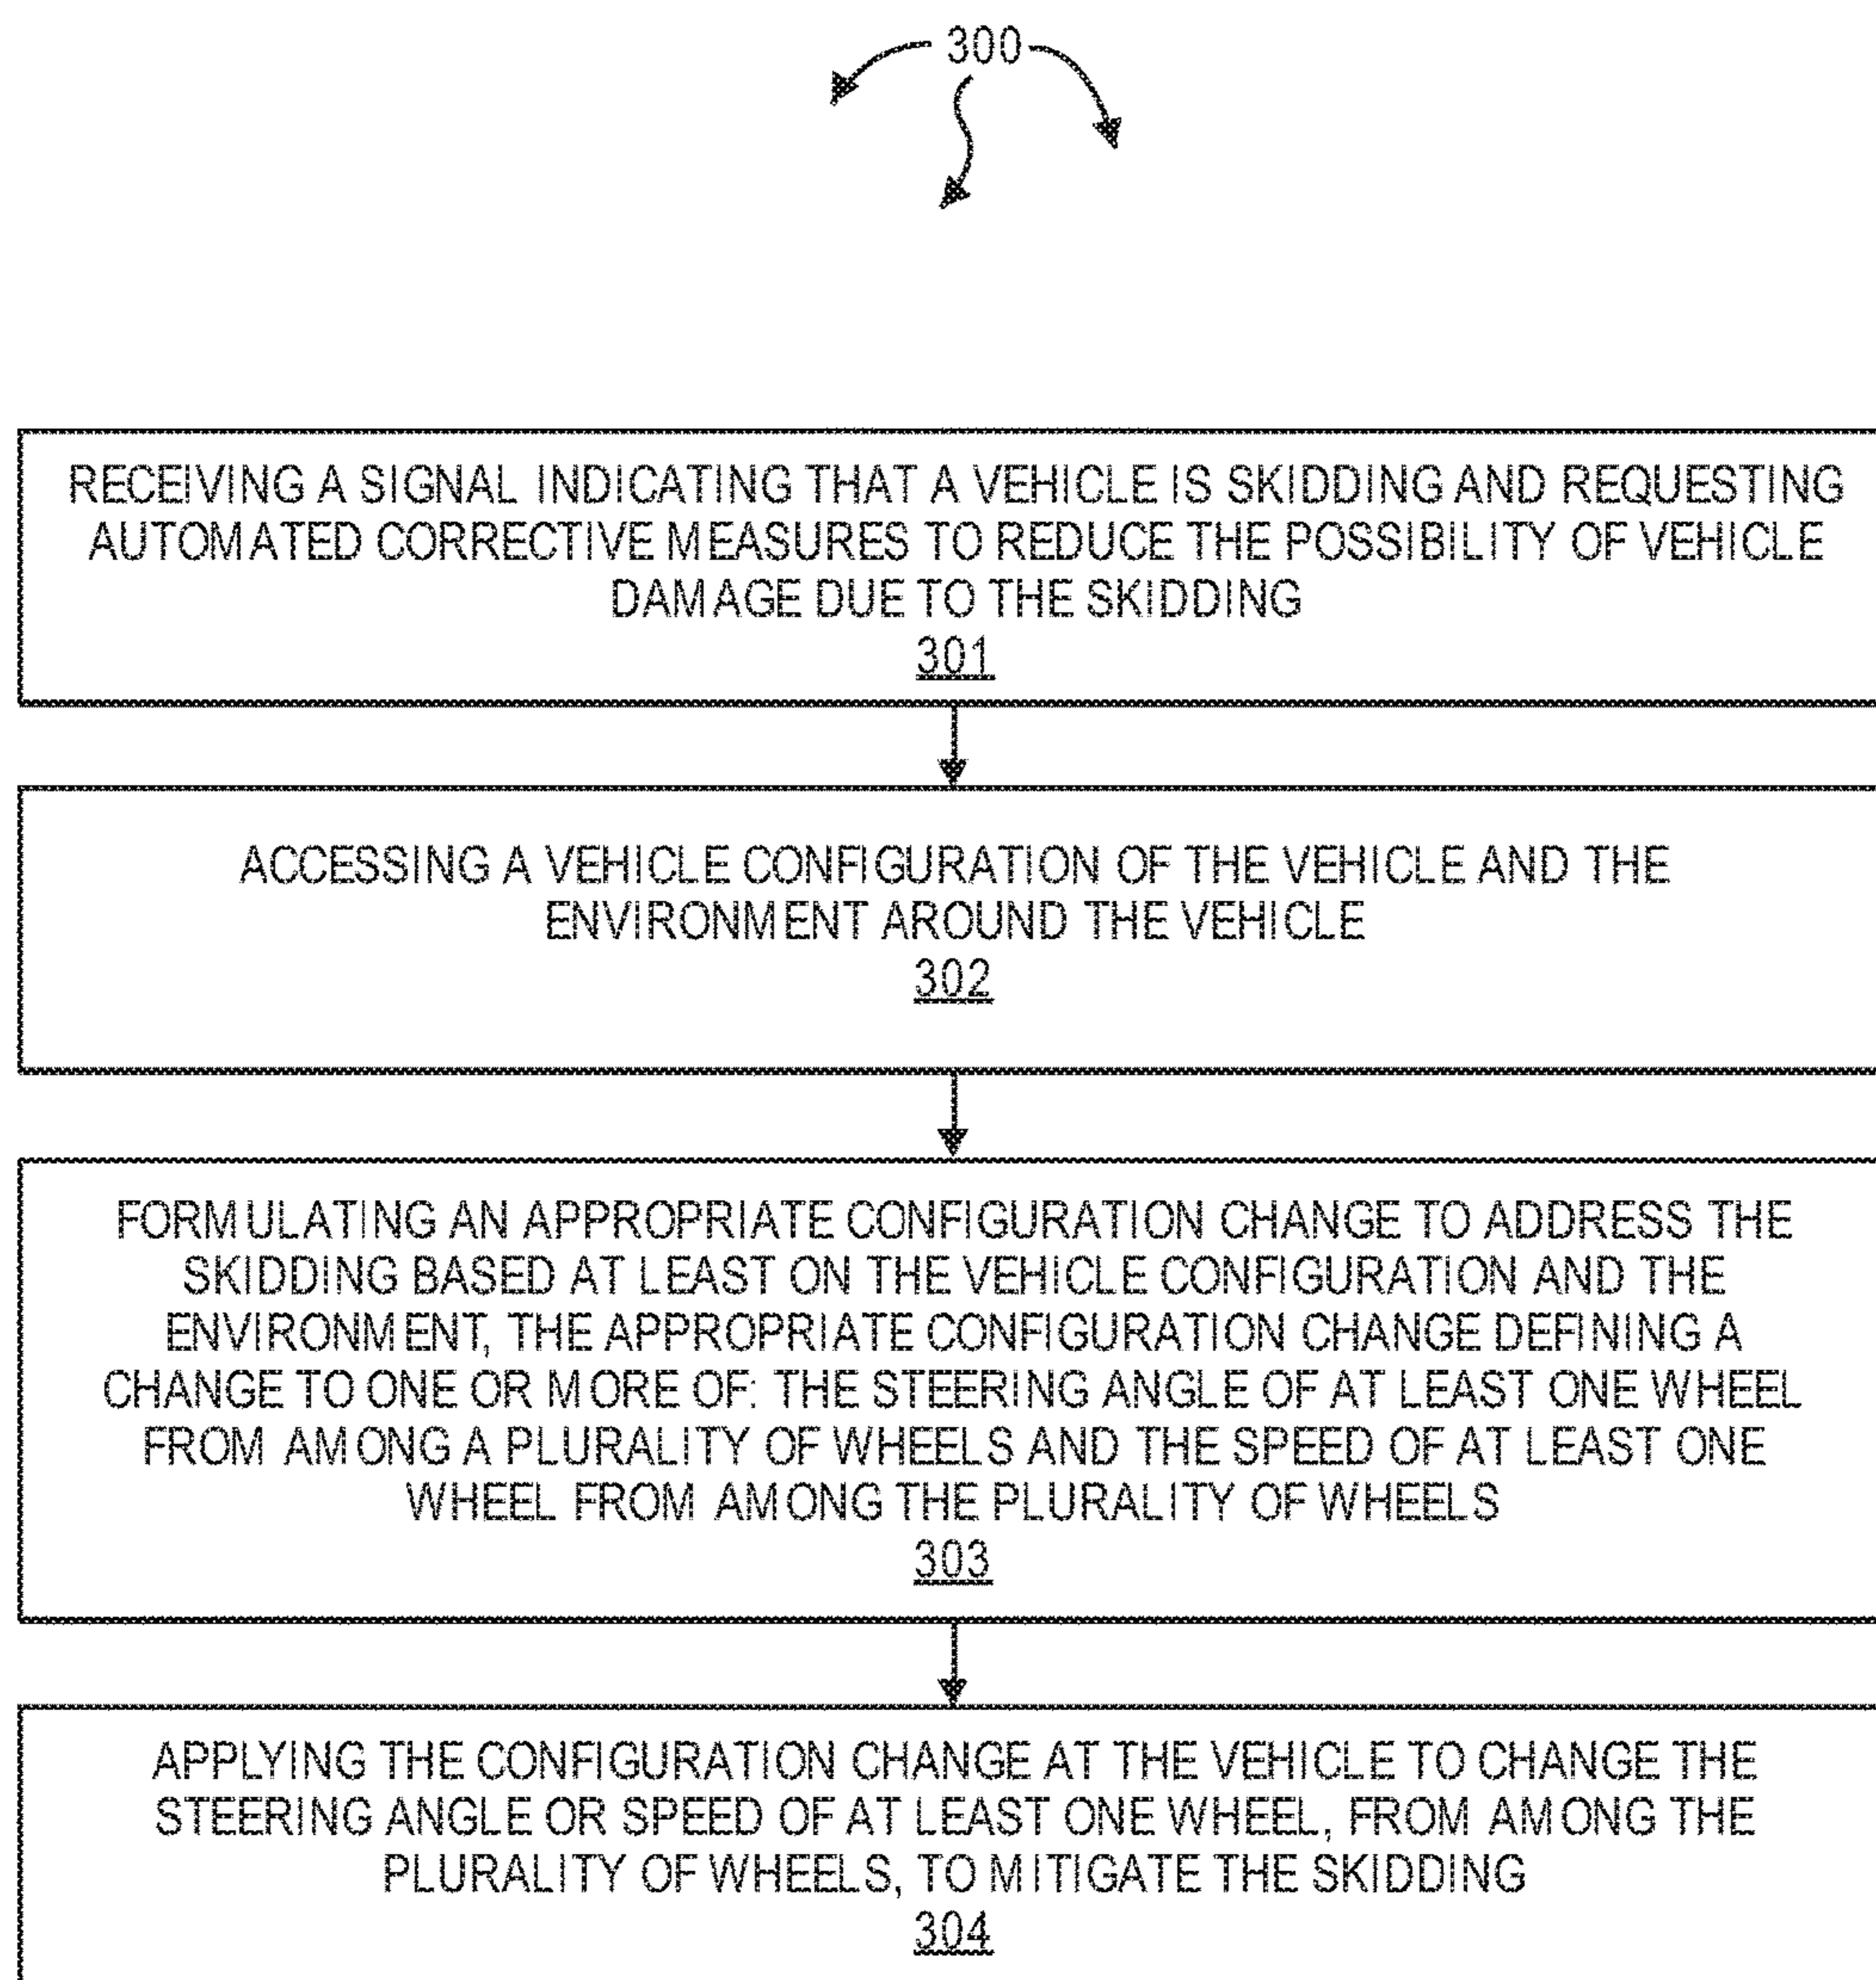 300
RECEIVING A SIGNAL INDICATING THAT A VEHICLE IS SKIDDING AND REQUESTING
AUTOMATED CORRECTIVE MEASURES TO REDUCE THE POSSIBILITY OF VEHICLE
DAMAGE DUE TO THE SKIDDING
301
ACCESSING A VEHICLE CONFIGURATION OF THE VEHICLE AND THE
ENVIRONMENT AROUND THE VEHICLE
302
FORMULATING AN APPROPRIATE CONFIGURATION CHANGE TO ADDRESS THE
SKIDDING BASED AT LEAST ON THE VEHICLE CONFIGURATION AND THE
ENVIRONMENT, THE APPROPRIATE CONFIGURATION CHANGE DEFINING A
CHANGE TO ONE OR MORE OF: THE STEERING ANGLE OF AT LEAST ONE WHEEL
FROM AMONG A PLURALITY OF WHEELS AND THE SPEED OF AT LEAST ONE
WHEEL FROM AMONG THE PLURALITY OF WHEELS
303
APPLYING THE CONFIGURATION CHANGE AT THE VEHICLE TO CHANGE THE
STEERING ANGLE OR SPEED OF AT LEAST ONE WHEEL, FROM AMONG THE
PLURALITY OF WHEELS, TO MITIGATE THE SKIDDING
304